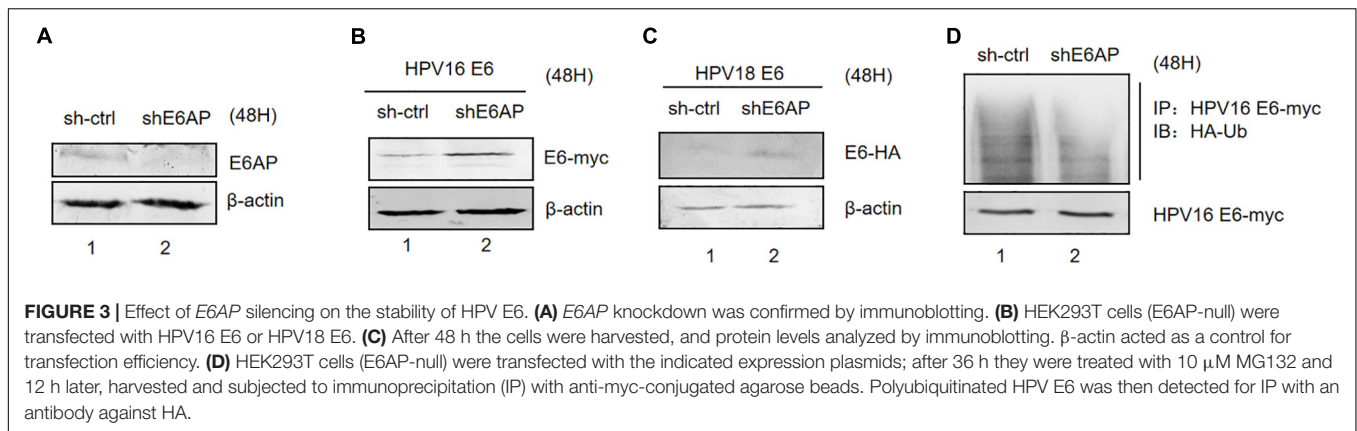 A
sh-ctrl shE6AP (48H)
E6AP
β-actin
1 2
B
HPV16 E6 (48H)
sh-ctrl shE6AP
E6-myc
β-actin
1 2
C
HPV18 E6 (48H)
sh-ctrl shE6AP
E6-HA
β-actin
1 2
D
sh-ctrl shE6AP (48H)
IP: HPV16 E6-myc
IB: HA-Ub
HPV16 E6-myc
1 2
FIGURE 3 | Effect of E6AP silencing on the stability of HPV E6. (A) E6AP knockdown was confirmed by immunoblotting. (B) HEK293T cells (E6AP-null) were
transfected with HPV16 E6 or HPV18 E6. (C) After 48 h the cells were harvested, and protein levels analyzed by immunoblotting. β-actin acted as a control for
transfection efficiency. (D) HEK293T cells (E6AP-null) were transfected with the indicated expression plasmids; after 36 h they were treated with 10 μM MG132 and
12 h later, harvested and subjected to immunoprecipitation (IP) with anti-myc-conjugated agarose beads. Polyubiquitinated HPV E6 was then detected for IP with an
antibody against HA.